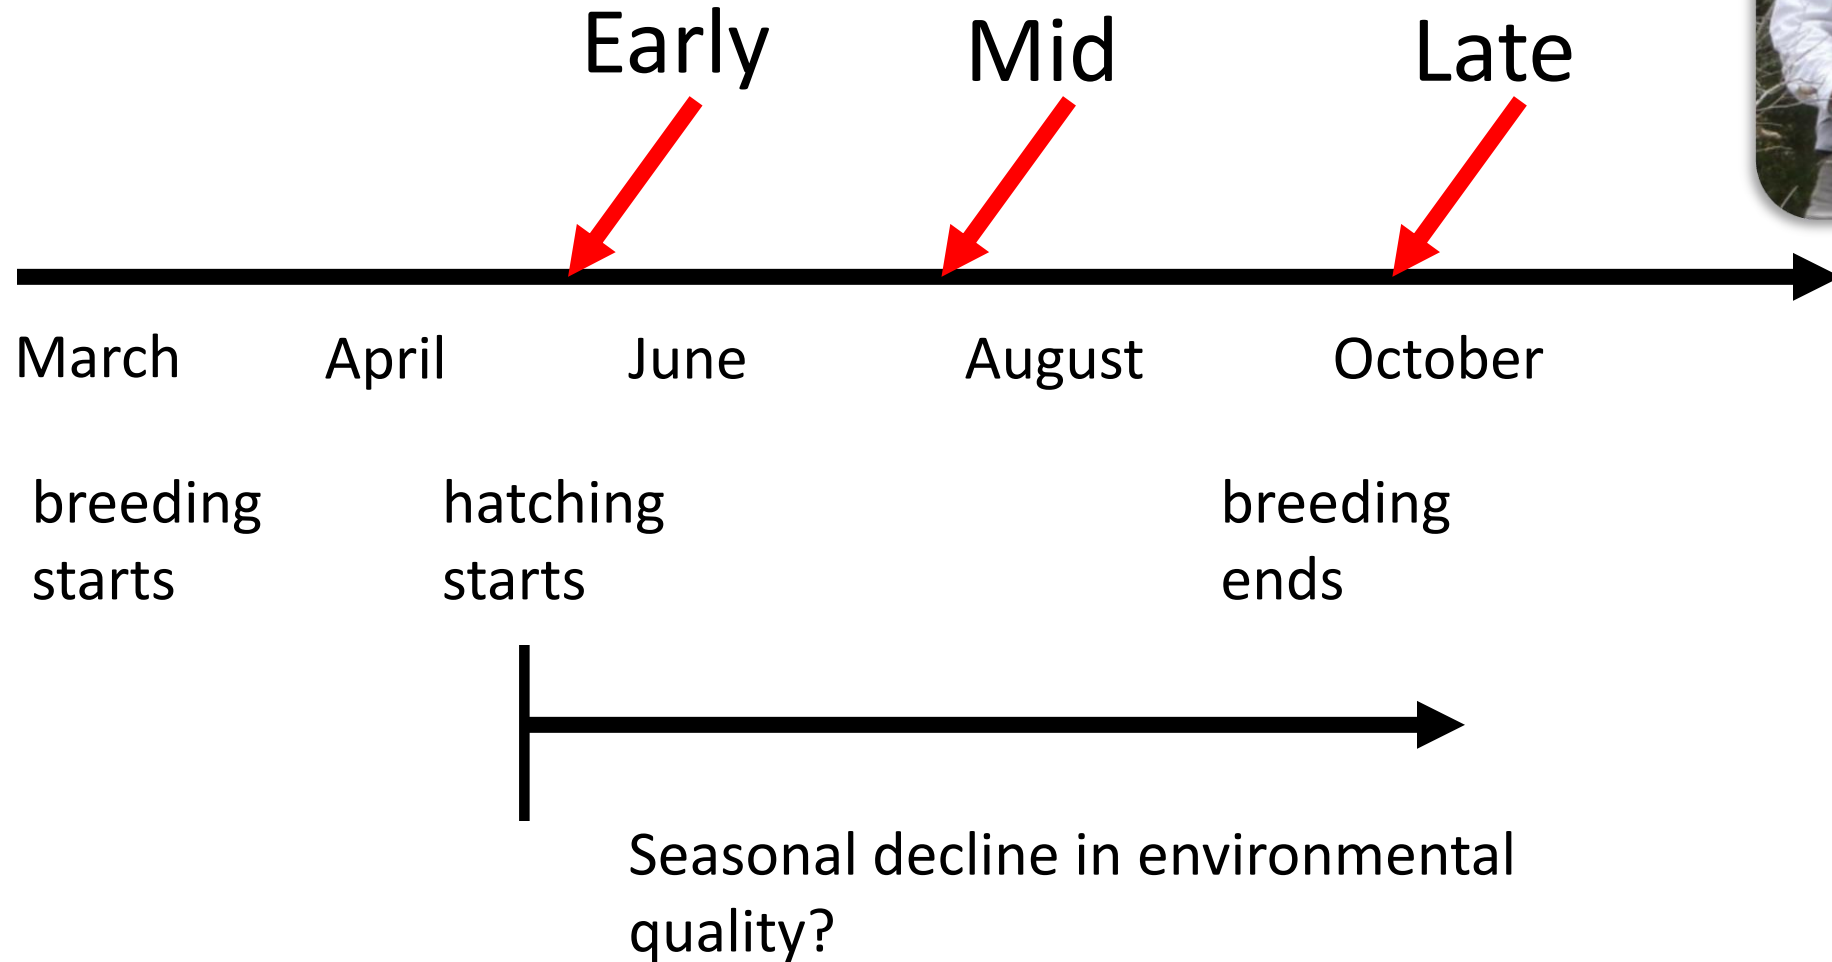 Early Mid Late
March April June August October
breeding starts
hatching starts
breeding ends
Seasonal decline in environmental
quality?